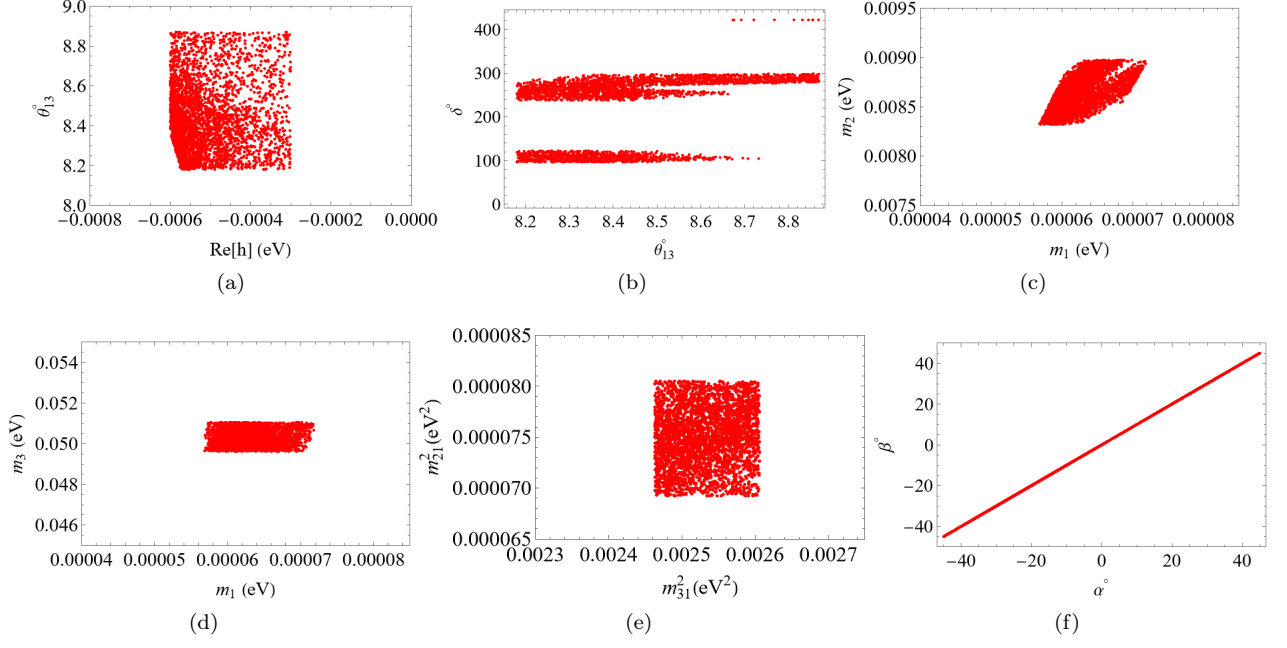 9.0
8.8
8.6
8.4
8.2
8.0
θ°13
−0.0008 −0.0006 −0.0004 −0.0002 0.0000
Re[h] (eV)
(a)
400
300
200
100
0
δ°
8.2 8.3 8.4 8.5 8.6 8.7 8.8
θ°13
(b)
0.0095
0.0090
0.0085
0.0080
0.0075
m2 (eV)
0.00004 0.00005 0.00006 0.00007 0.00008
m1 (eV)
(c)
0.054
0.052
0.050
0.048
0.046
m3 (eV)
0.00004 0.00005 0.00006 0.00007 0.00008
m1 (eV)
(d)
0.000085
0.000080
0.000075
0.000070
0.000065
m²21(eV²)
0.0023 0.0024 0.0025 0.0026 0.0027
m²31(eV²)
(e)
40
20
0
−20
−40
β°
−40 −20 0 20 40
α°
(f)